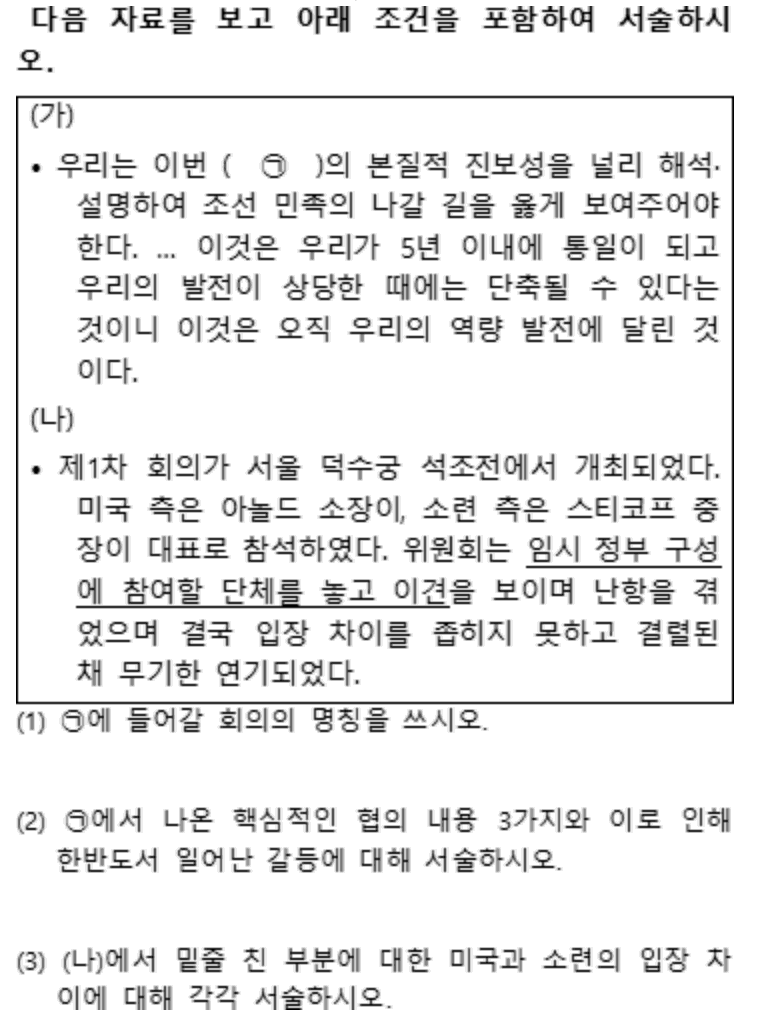 다음 자료를 보고 아래 조건을 포함하여 서술하시
오.
(가)
• 우리는 이번 ( ㉠ )의 본질적 진보성을 널리 해석·
설명하여 조선 민족의 나갈 길을 옳게 보여주어야
한다. ... 이것은 우리가 5년 이내에 통일이 되고
우리의 발전이 상당한 때에는 단축될 수 있다는
것이니 이것은 오직 우리의 역량 발전에 달린 것
이다.
(나)
• 제1차 회의가 서울 덕수궁 석조전에서 개최되었다.
미국 측은 아놀드 소장이, 소련 측은 스티코프 중
장이 대표로 참석하였다. 위원회는 임시 정부 구성
에 참여할 단체를 놓고 이견을 보이며 난항을 겪
었으며 결국 입장 차이를 좁히지 못하고 결렬된
채 무기한 연기되었다.
(1) ㉠에 들어갈 회의의 명칭을 쓰시오.
(2) ㉠에서 나온 핵심적인 협의 내용 3가지와 이로 인해
한반도서 일어난 갈등에 대해 서술하시오.
(3) (나)에서 밑줄 친 부분에 대한 미국과 소련의 입장 차
이에 대해 각각 서술하시오.